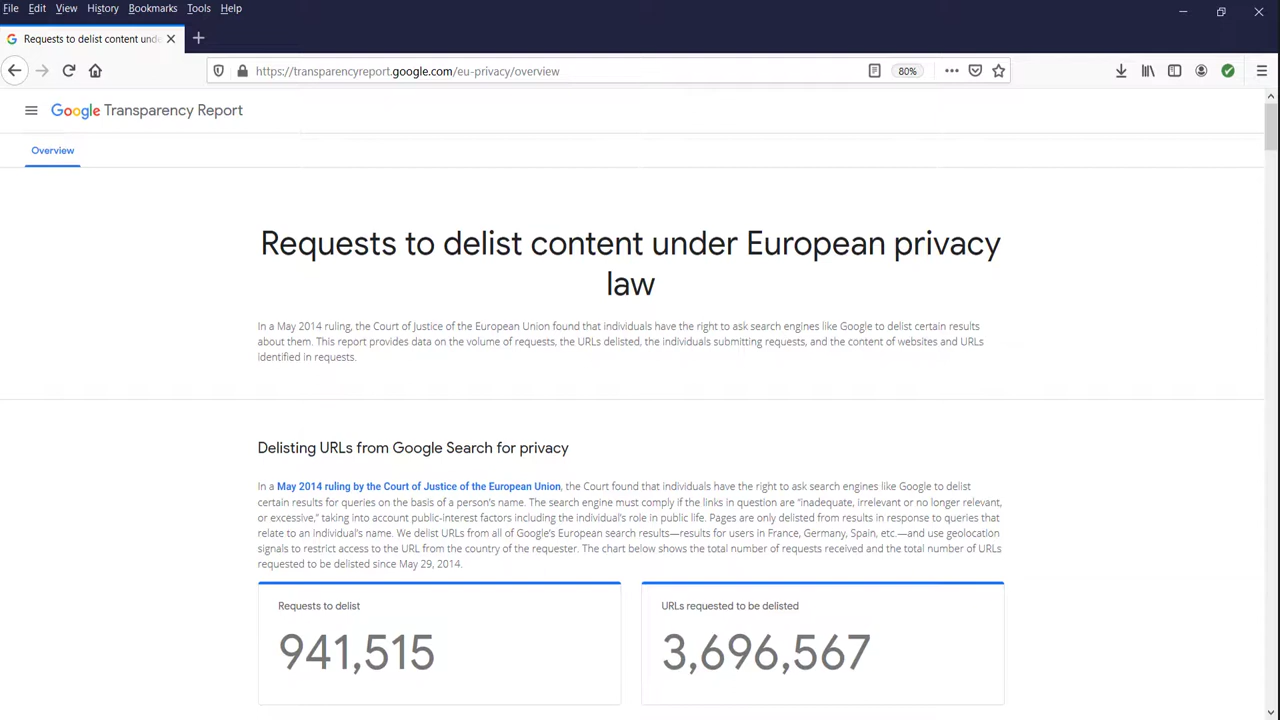 File Edit View History Bookmarks Tools Help
Requests to delist content unde
https://transparencyreport.google.com/eu-privacy/overview
80%
Google Transparency Report
Overview
Requests to delist content under European privacy
law
In a May 2014 ruling, the Court of Justice of the European Union found that individuals have the right to ask search engines like Google to delist certain results
about them. This report provides data on the volume of requests, the URLs delisted, the individuals submitting requests, and the content of websites and URLs
identified in requests.
Delisting URLs from Google Search for privacy
In a May 2014 ruling by the Court of Justice of the European Union, the Court found that individuals have the right to ask search engines like Google to delist
certain results for queries on the basis of a person's name. The search engine must comply if the links in question are “inadequate, irrelevant or no longer relevant,
or excessive,” taking into account public-interest factors including the individual's role in public life. Pages are only delisted from results in response to queries that
relate to an individual's name. We delist URLs from all of Google's European search results—results for users in France, Germany, Spain, etc.—and use geolocation
signals to restrict access to the URL from the country of the requester. The chart below shows the total number of requests received and the total number of URLs
requested to be delisted since May 29, 2014.
Requests to delist
941,515
URLs requested to be delisted
3,696,567